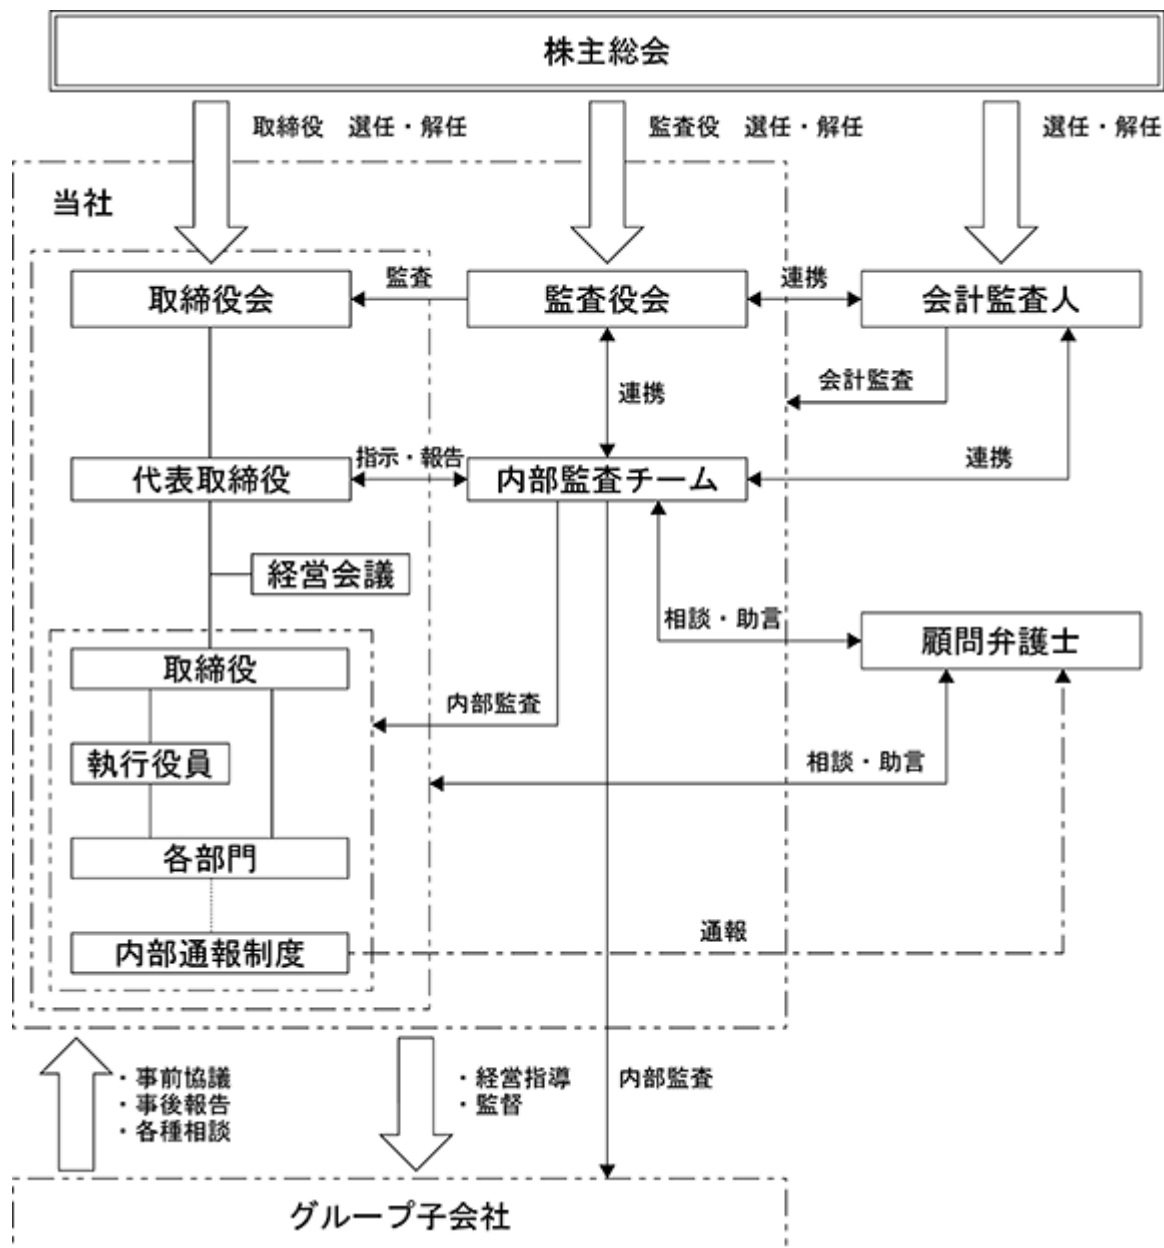 株主総会
取締役　選任・解任
監査役　選任・解任
選任・解任
当社
取締役会
監査
監査役会
連携
会計監査人
連携
会計監査
代表取締役
指示・報告
内部監査チーム
連携
経営会議
相談・助言
顧問弁護士
取締役
内部監査
執行役員
相談・助言
各部門
内部通報制度
通報
・事前協議
・事後報告
・各種相談
・経営指導
・監督
内部監査
グループ子会社